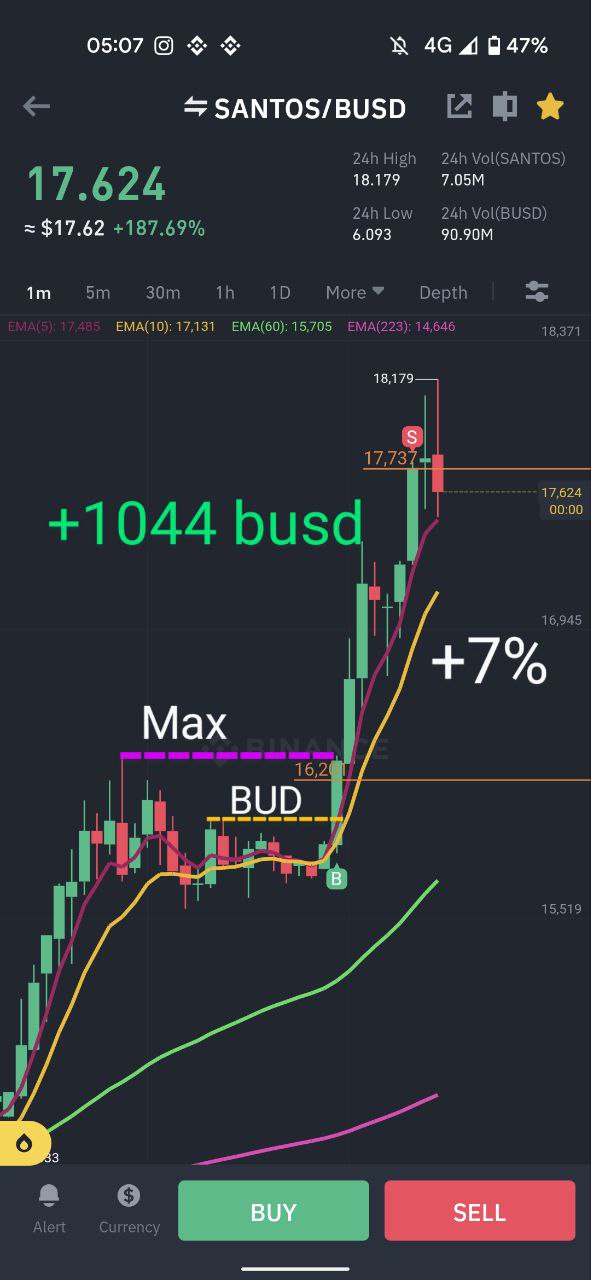 05:07 4G 47%
SANTOS/BUSD
17.624
≈ $17.62 +187.69%
24h High 24h Vol(SANTOS)
18.179 7.05M
24h Low 24h Vol(BUSD)
6.093 90.90M
1m 5m 30m 1h 1D More Depth
EMA(5): 17,485 EMA(10): 17,131 EMA(60): 15,705 EMA(223): 14,646
18,371
18,179
S
17,737
17,624
00:00
+1044 busd
16,945
+7%
Max
BINANCE
16,201
BUD
B
15,519
33
Alert Currency BUY SELL